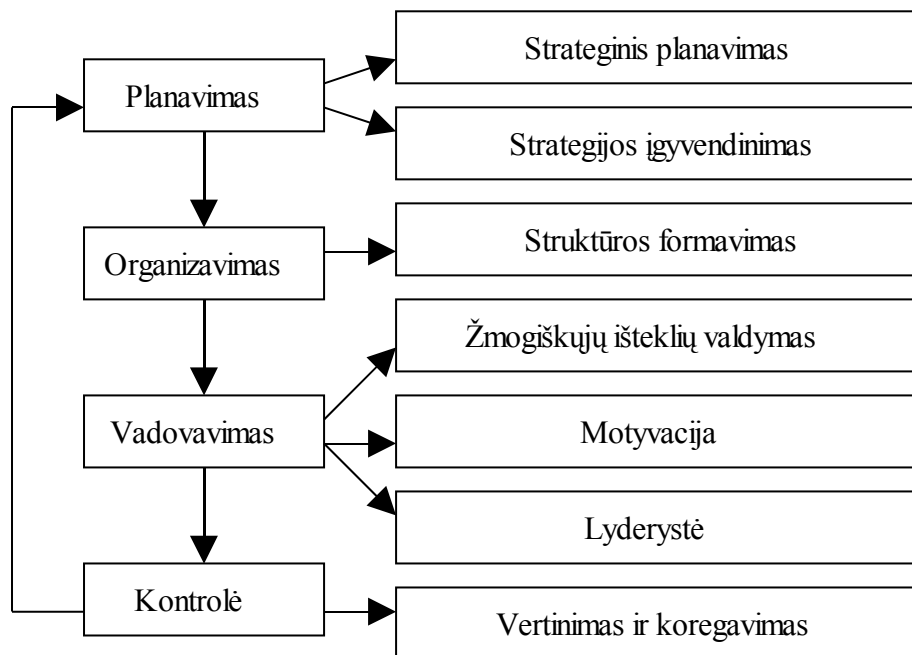 Strateginis planavimas
Planavimas
Strategijos įgyvendinimas
Struktūros formavimas
Organizavimas
Žmogiškųjų išteklių valdymas
Vadovavimas
Motyvacija
Lyderystė
Kontrolė
Vertinimas ir koregavimas